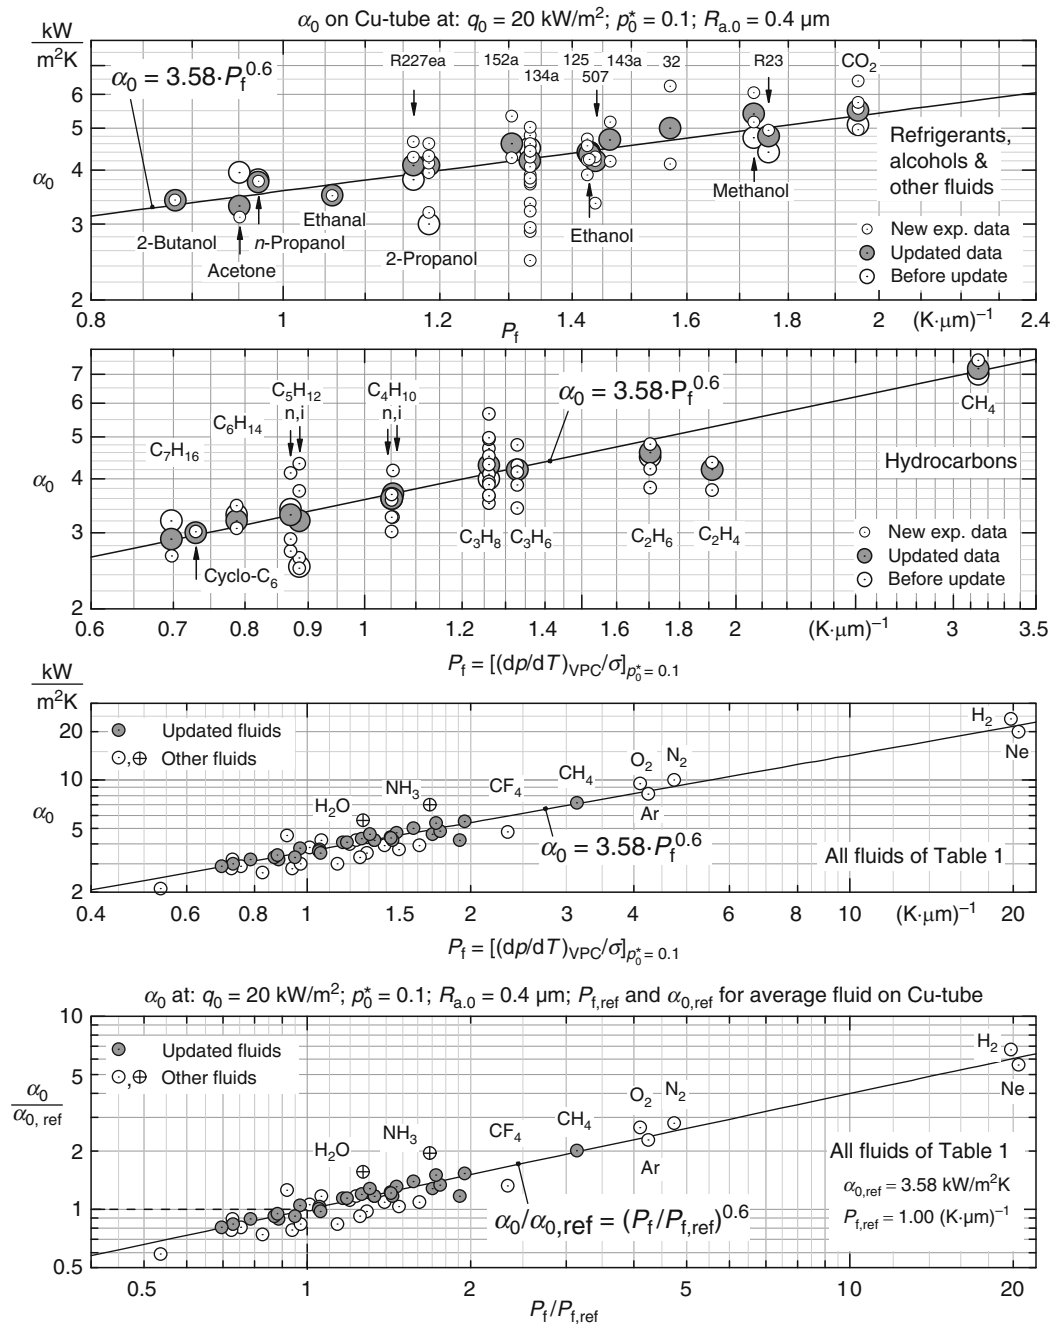 α₀ on Cu-tube at: q₀ = 20 kW/m²; p₀* = 0.1; Rₐ.₀ = 0.4 µm
kW
m²K
α₀ = 3.58·P_f^0.6
R227ea
152a
134a
125
507
143a
32
R23
CO₂
Refrigerants,
alcohols &
other fluids
Methanol
Ethanol
2-Butanol
Acetone
n-Propanol
Ethanal
2-Propanol
New exp. data
Updated data
Before update
α₀
5
4
3
2
0.8
1
1.2
1.4
1.6
1.8
2
(K·µm)⁻¹
2.4
P_f
C₇H₁₆
C₆H₁₄
C₅H₁₂
n,i
C₄H₁₀
n,i
α₀ = 3.58·P_f^0.6
CH₄
Hydrocarbons
Cyclo-C₆
C₃H₈
C₃H₆
C₂H₆
C₂H₄
New exp. data
Updated data
Before update
α₀
7
6
5
4
3
2
0.6
0.7
0.8
0.9
1
1.2
1.4
1.6
1.8
2
(K·µm)⁻¹
3
3.5
P_f = [(dp/dT)_VPC/σ]_p₀* = 0.1
kW
m²K
Updated fluids
Other fluids
H₂O
NH₃
CF₄
CH₄
O₂
N₂
Ar
H₂
Ne
α₀ = 3.58·P_f^0.6
All fluids of Table 1
α₀
20
10
5
2
0.4
0.6
0.8
1
1.5
2
3
4
5
6
8
10
(K·µm)⁻¹
20
P_f = [(dp/dT)_VPC/σ]_p₀* = 0.1
α₀ at: q₀ = 20 kW/m²; p₀* = 0.1; Rₐ.₀ = 0.4 µm; P_f,ref and α₀,ref for average fluid on Cu-tube
Updated fluids
Other fluids
H₂O
NH₃
CF₄
CH₄
O₂
N₂
Ar
H₂
Ne
All fluids of Table 1
α₀,ref = 3.58 kW/m²K
P_f,ref = 1.00 (K·µm)⁻¹
α₀/α₀,ref = (P_f/P_f,ref)^0.6
α₀
α₀, ref
10
5
2
1
0.5
0.5
1
2
5
10
20
P_f/P_f,ref